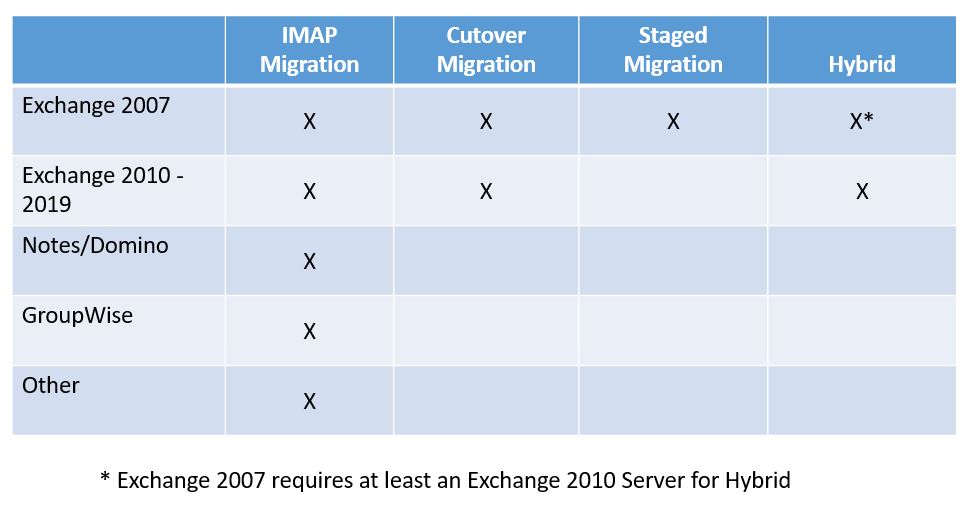 IMAP
Migration
Cutover
Migration
Staged
Migration
Hybrid
Exchange 2007
X
X
X
X*
Exchange 2010 -
2019
X
X
X
Notes/Domino
X
GroupWise
X
Other
X
* Exchange 2007 requires at least an Exchange 2010 Server for Hybrid